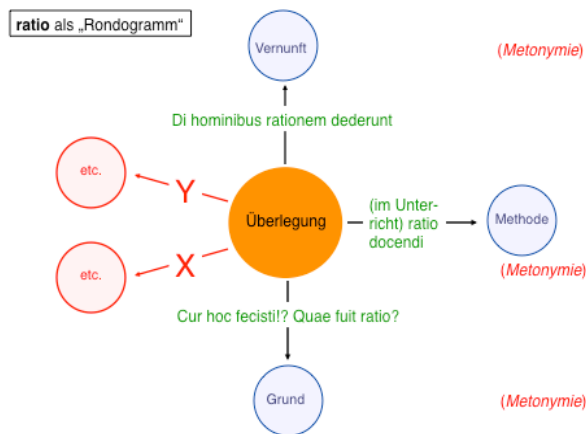 ratio als „Rondogramm“
Vernunft
(Metonymie)
Di hominibus rationem dederunt
etc.
Y
Überlegung
(im Unter-
richt) ratio
docendi
Methode
etc.
X
(Metonymie)
Cur hoc fecisti!? Quae fuit ratio?
Grund
(Metonymie)